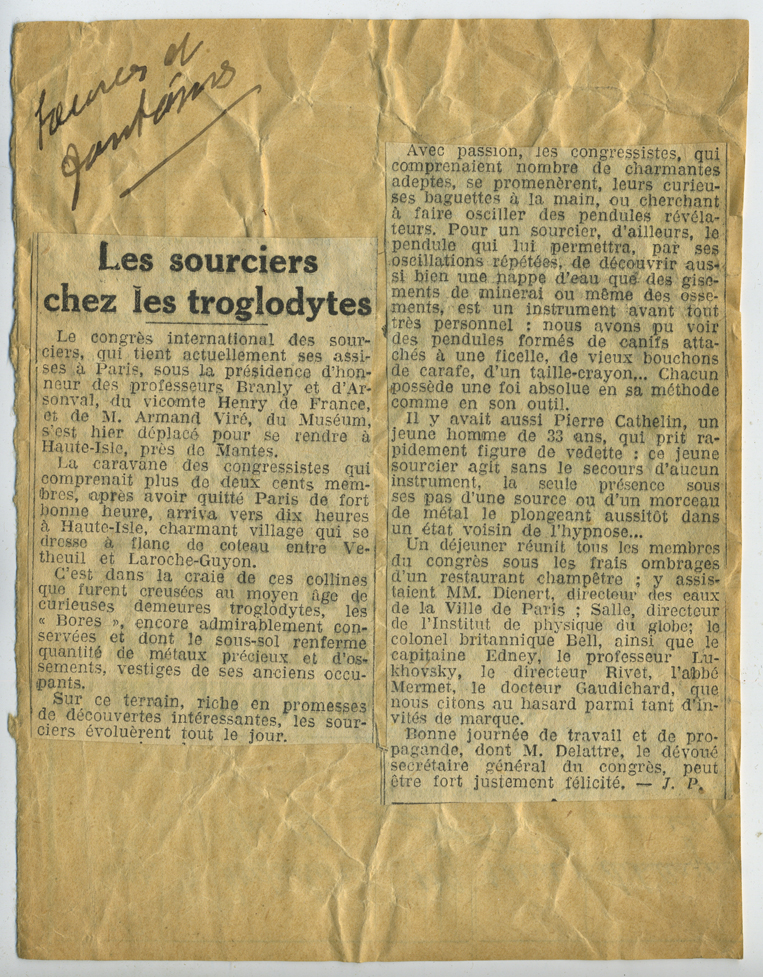 Les sourciers
chez les troglodytes
Le congrès international des sour-
ciers, qui tient actuellement ses assi-
ses à Paris, sous la présidence d'hon-
neur des professeurs Branly et d'Ar-
sonval, du vicomte Henry de France,
et de M. Armand Viré, du Muséum,
s'est hier déplacé pour se rendre à
Haute-Isle, près de Mantes.
La caravane des congressistes qui
comprenait plus de deux cents mem-
bres, après avoir quitté Paris de fort
bonne heure, arriva vers dix heures
à Haute-Isle, charmant village qui se
dresse à flanc de coteau entre Ve-
theuil et Laroche-Guyon.
C'est dans la craie de ces collines
que furent creusées au moyen âge de
curieuses demeures troglodytes, les
« Bores », encore admirablement con-
servées et dont le sous-sol renferme
quantité de métaux précieux et d'os-
sements, vestiges de ses anciens occu-
pants.
Sur ce terrain, riche en promesses
de découvertes intéressantes, les sour-
ciers évoluèrent tout le jour.
Avec passion, les congressistes, qui
comprenaient nombre de charmantes
adeptes, se promenèrent, leurs curieu-
ses baguettes à la main, ou cherchant
à faire osciller des pendules révéla-
teurs. Pour un sourcier, d'ailleurs, le
pendule qui lui permettra, par ses
oscillations répétées, de découvrir aus-
si bien une nappe d'eau que des gise-
ments de minerai ou même des osse-
ments, est un instrument avant tout
très personnel : nous avons pu voir
des pendules formés de canifs atta-
chés à une ficelle, de vieux bouchons
de carafe, d'un taille-crayon... Chacun
possède une foi absolue en sa méthode
comme en son outil.
Il y avait aussi Pierre Cathelin, un
jeune homme de 33 ans, qui prit ra-
pidement figure de vedette : ce jeune
sourcier agit sans le secours d'aucun
instrument, la seule présence sous
ses pas d'une source ou d'un morceau
de métal le plongeant aussitôt dans
un état voisin de l'hypnose...
Un déjeuner réunit tous les membres
du congrès sous les frais ombrages
d'un restaurant champêtre ; y assis-
taient MM. Dienert, directeur des eaux
de la Ville de Paris ; Salle, directeur
de l'Institut de physique du globe; le
colonel britannique Bell, ainsi que le
capitaine Edney, le professeur Lu-
khovsky, le directeur Rivet, l'abbé
Mermet, le docteur Gaudichard, que
nous citons au hasard parmi tant d'in-
vités de marque.
Bonne journée de travail et de pro-
pagande, dont M. Delattre, le dévoué
secrétaire général du congrès, peut
être fort justement félicité. — J. P.